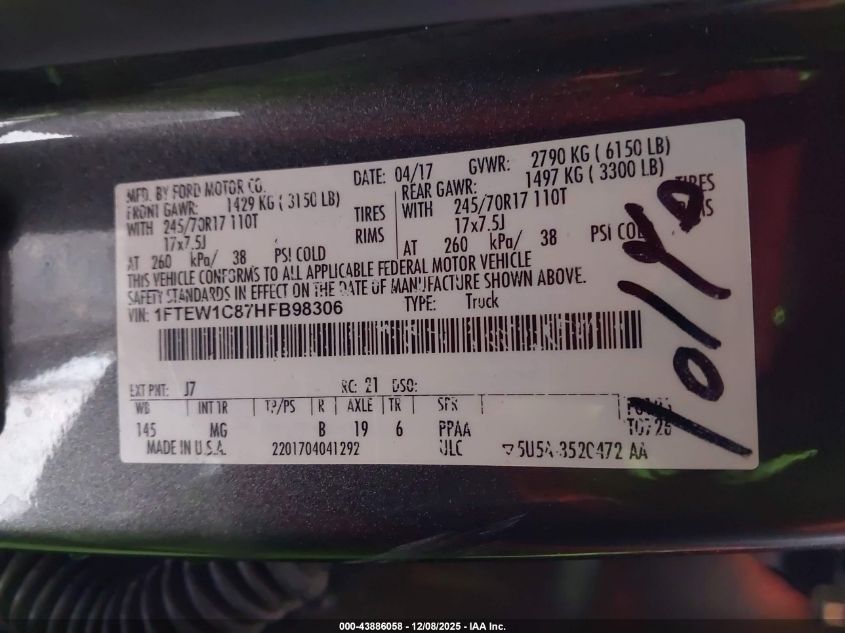 MFD. BY FORD MOTOR CO.
DATE: 04/17 GVWR: 2790 KG ( 6150 LB)
FRONT GAWR: 1429 KG ( 3150 LB)
REAR GAWR: 1497 KG ( 3300 LB)
WITH 245/70R17 110T TIRES
WITH 245/70R17 110T TIRES
17x7.5J RIMS
17x7.5J RIMS
AT 260 kPa/ 38 PSI COLD
AT 260 kPa/ 38 PSI COLD
THIS VEHICLE CONFORMS TO ALL APPLICABLE FEDERAL MOTOR VEHICLE
SAFETY STANDARDS IN EFFECT ON THE DATE OF MANUFACTURE SHOWN ABOVE.
VIN: 1FTEW1C87HFB98306 TYPE: Truck
EXT PNT: J7 RC: 21 DSO:
WB INT TR TP/PS R AXLE TR SPR
145 MG B 19 6 PPAA
MADE IN U.S.A. 2201704041292 ULC 5U5A-3520472 AA
000-43886058 - 12/08/2025 - IAA Inc.